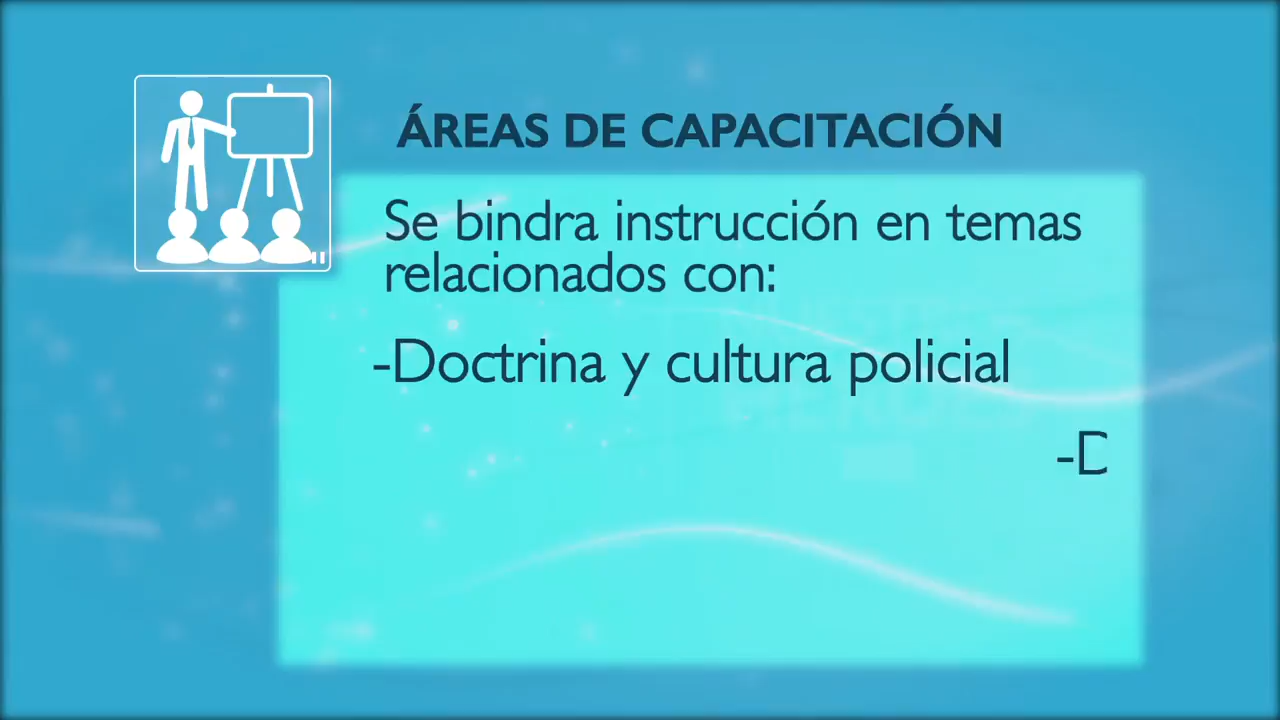 ÁREAS DE CAPACITACIÓN
Se bindra instrucción en temas
relacionados con:
-Doctrina y cultura policial
-D